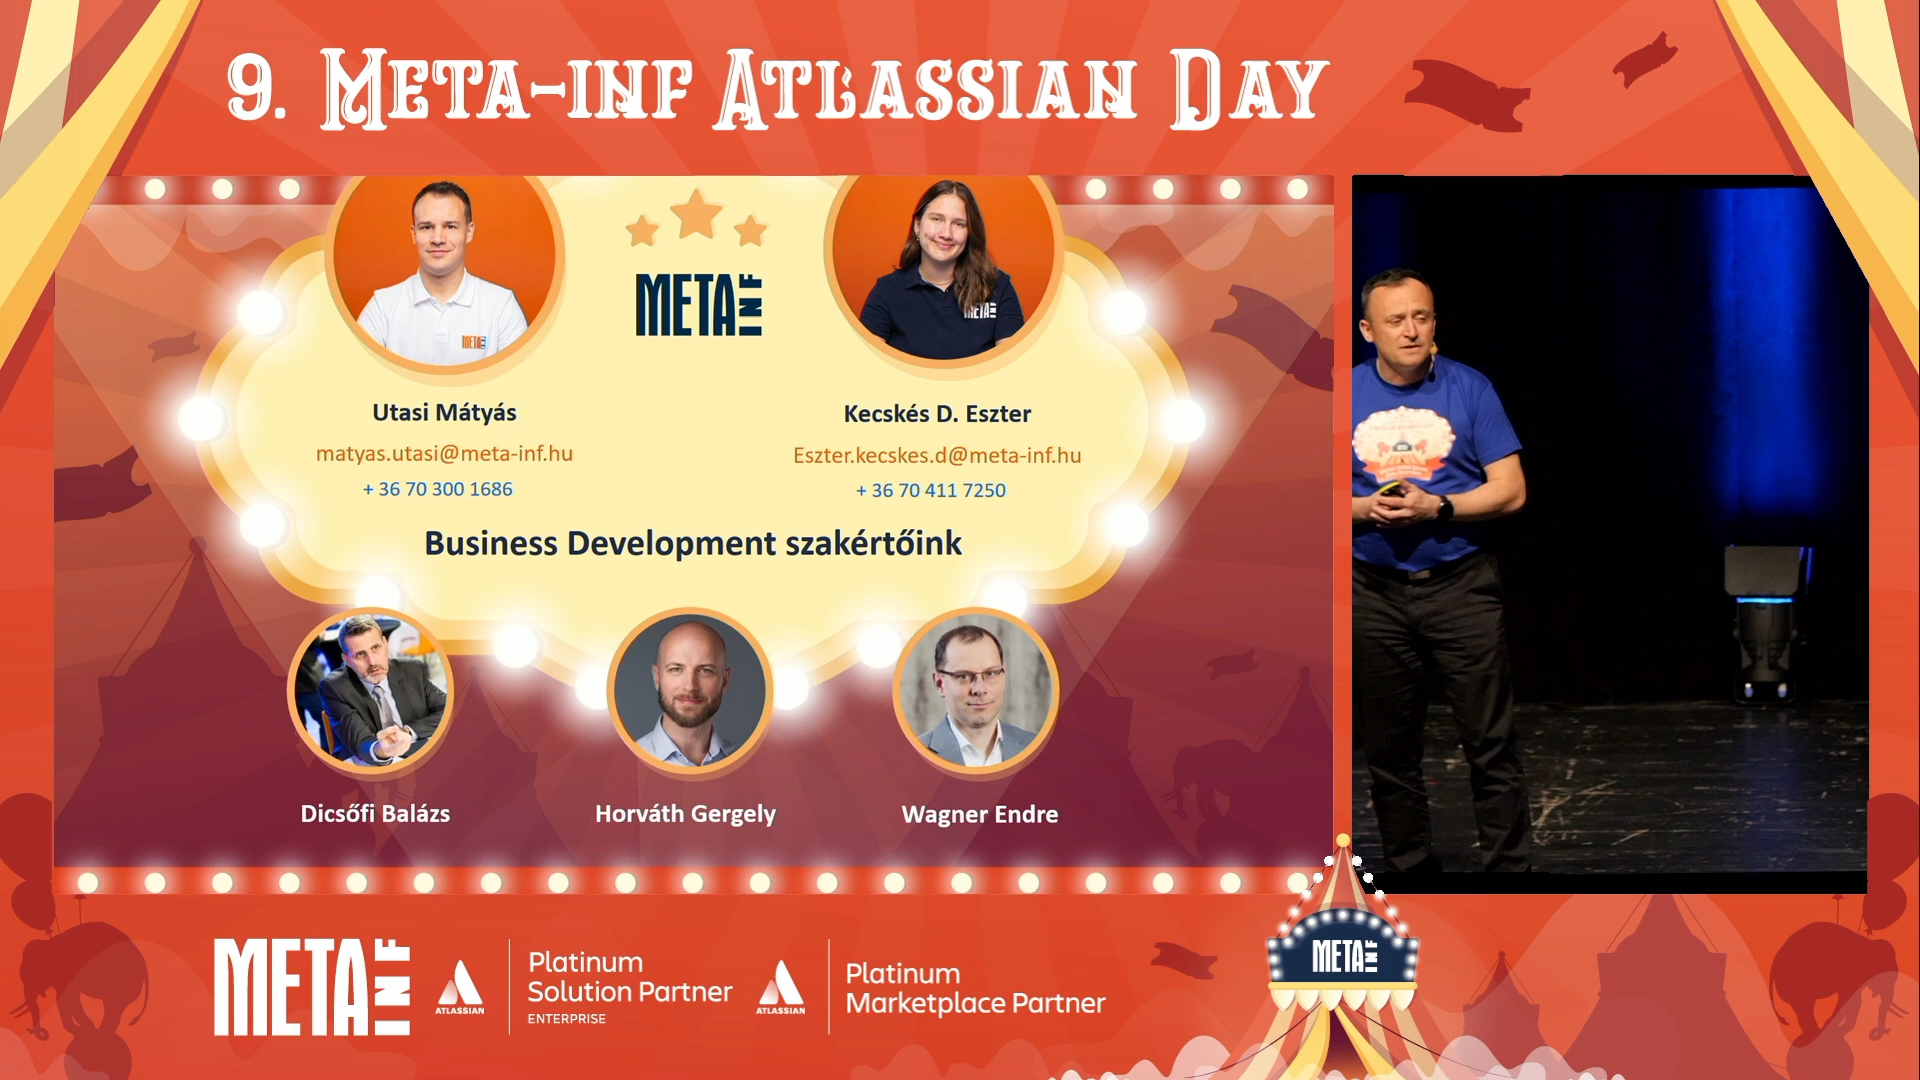 9. META-INF ATLASSIAN DAY
META INF
META
META
Utasi Mátyás
Kecskés D. Eszter
matyas.utasi@meta-inf.hu
Eszter.kecskes.d@meta-inf.hu
+ 36 70 300 1686
+ 36 70 411 7250
Business Development szakértőink
Dicsőfi Balázs
Horváth Gergely
Wagner Endre
META INF
ATLASSIAN
Platinum
Solution Partner
ENTERPRISE
ATLASSIAN
Platinum
Marketplace Partner
META INF